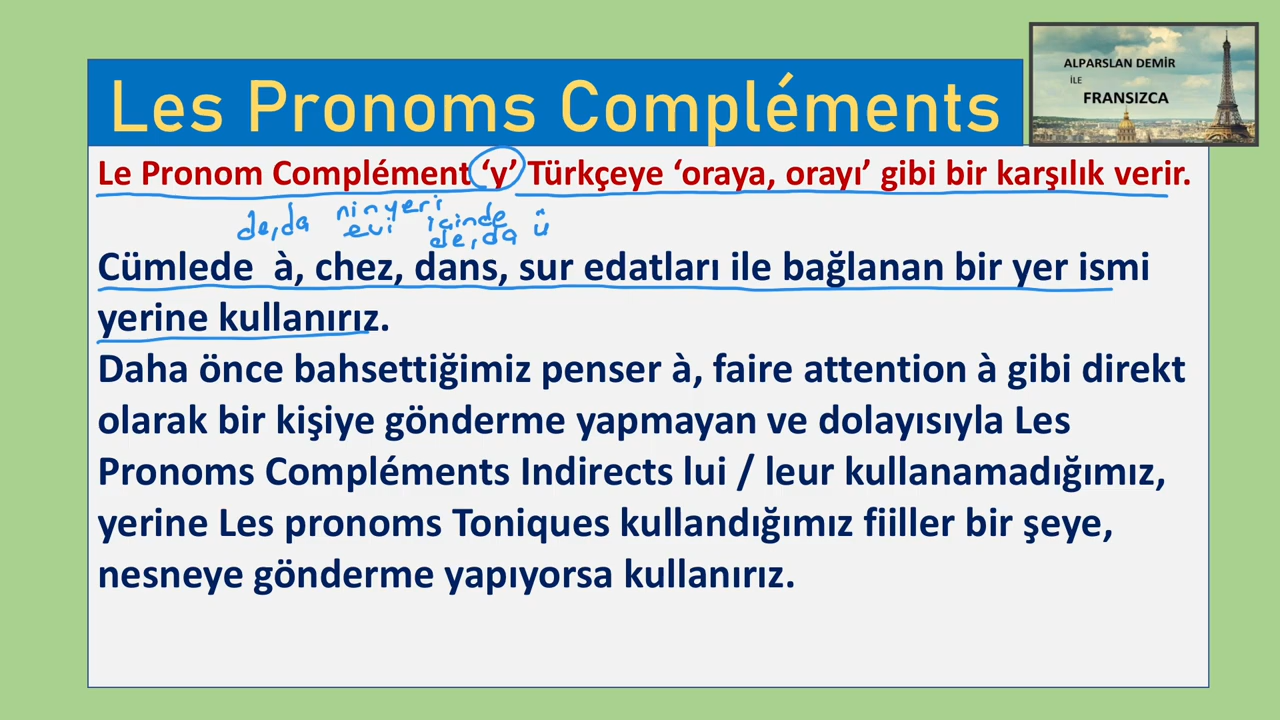 ALPARSLAN DEMİR
İLE
FRANSIZCA
Les Pronoms Compléments
Le Pronom Complément ‘y’ Türkçeye ‘oraya, orayı’ gibi bir karşılık verir.
de,da nin yeri içinde ü
evi de,da
Cümlede à, chez, dans, sur edatları ile bağlanan bir yer ismi
yerine kullanırız.
Daha önce bahsettiğimiz penser à, faire attention à gibi direkt
olarak bir kişiye gönderme yapmayan ve dolayısıyla Les
Pronoms Compléments Indirects lui / leur kullanamadığımız,
yerine Les pronoms Toniques kullandığımız fiiller bir şeye,
nesneye gönderme yapıyorsa kullanırız.